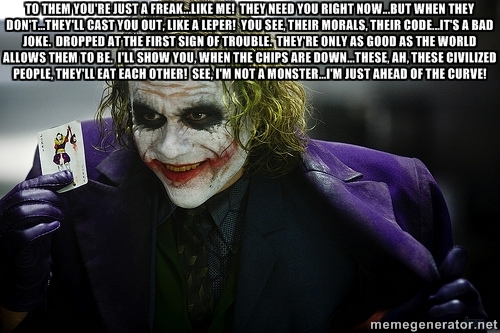 TO THEM YOU'RE JUST A FREAK...LIKE ME!  THEY NEED YOU RIGHT NOW...BUT WHEN THEY
DON'T...THEY'LL CAST YOU OUT, LIKE A LEPER!  YOU SEE, THEIR MORALS, THEIR CODE...IT'S A BAD
JOKE.  DROPPED AT THE FIRST SIGN OF TROUBLE.  THEY'RE ONLY AS GOOD AS THE WORLD
ALLOWS THEM TO BE.  I'LL SHOW YOU, WHEN THE CHIPS ARE DOWN...THESE, AH, THESE CIVILIZED
PEOPLE, THEY'LL EAT EACH OTHER!  SEE, I'M NOT A MONSTER...I'M JUST AHEAD OF THE CURVE!
memegenerator.net